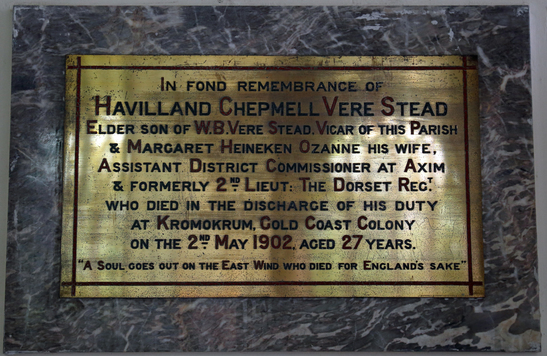 In fond remembrance of
Havilland Chepmell Vere Stead
Elder son of W.B. Vere Stead, Vicar of this Parish
& Margaret Heineken Ozanne his wife,
Assistant District Commissioner at Axim
& formerly 2ND Lieut: The Dorset Regt.
who died in the discharge of his duty
at Kromokrum, Gold Coast Colony
on the 2ND May 1902, aged 27 years.
"A Soul goes out on the East Wind who died for England's sake"